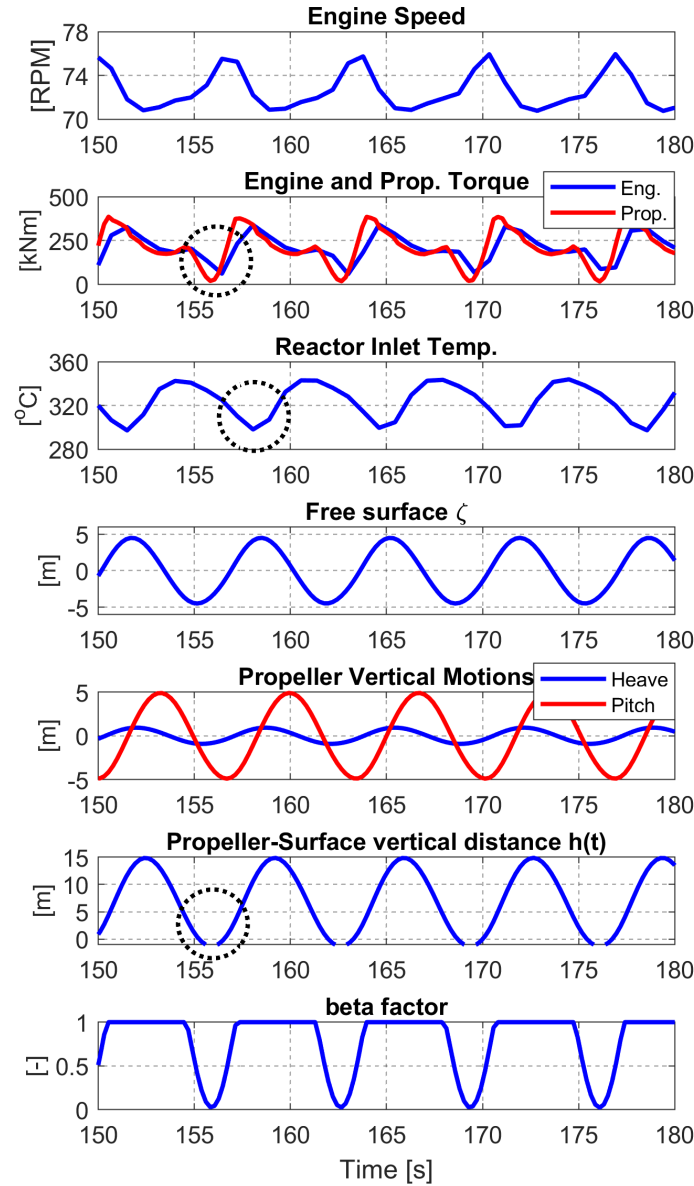 Engine Speed
[RPM]
78
74
70
150 155 160 165 170 175 180
Engine and Prop. Torque
Eng.
Prop.
[kNm]
500
250
0
150 155 160 165 170 175 180
Reactor Inlet Temp.
[°C]
360
320
280
150 155 160 165 170 175 180
Free surface ζ
[m]
5
0
-5
150 155 160 165 170 175 180
Propeller Vertical Motions
Heave
Pitch
[m]
5
0
-5
150 155 160 165 170 175 180
Propeller-Surface vertical distance h(t)
[m]
15
10
5
0
150 155 160 165 170 175 180
beta factor
[-]
1
0.5
0
150 155 160 165 170 175 180
Time [s]